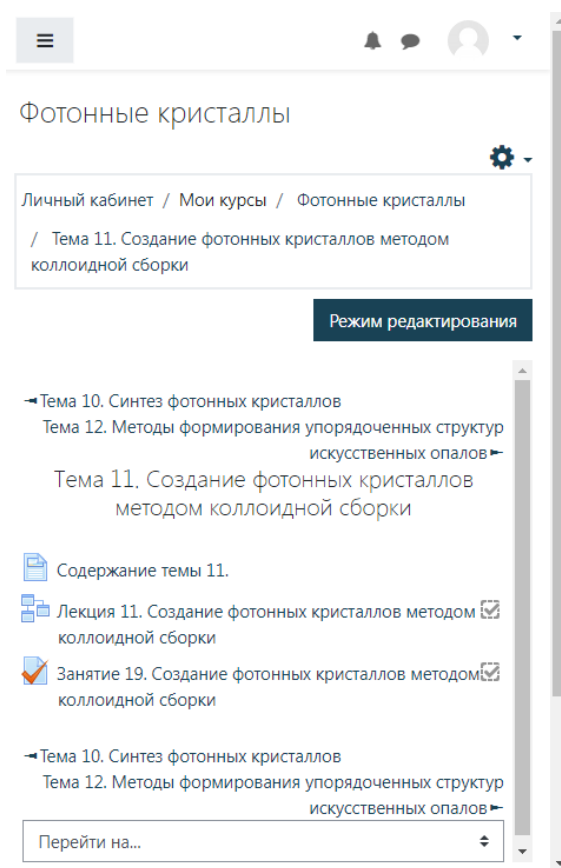 Фотонные кристаллы
Личный кабинет / Мои курсы / Фотонные кристаллы
/ Тема 11. Создание фотонных кристаллов методом
коллоидной сборки
Режим редактирования
◄Тема 10. Синтез фотонных кристаллов
Тема 12. Методы формирования упорядоченных структур
искусственных опалов►
Тема 11. Создание фотонных кристаллов
методом коллоидной сборки
Содержание темы 11.
Лекция 11. Создание фотонных кристаллов методом
коллоидной сборки
Занятие 19. Создание фотонных кристаллов методом
коллоидной сборки
◄Тема 10. Синтез фотонных кристаллов
Тема 12. Методы формирования упорядоченных структур
искусственных опалов►
Перейти на...